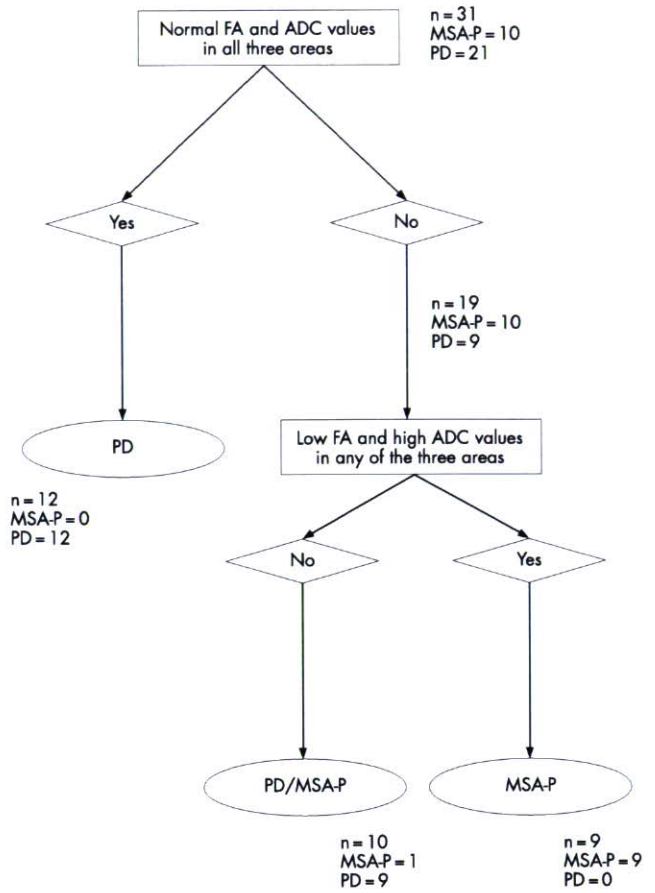 Normal FA and ADC values
in all three areas
n = 31
MSA-P = 10
PD = 21
Yes
No
n = 19
MSA-P = 10
PD = 9
PD
n = 12
MSA-P = 0
PD = 12
Low FA and high ADC values
in any of the three areas
No
Yes
PD/MSA-P
MSA-P
n = 10
MSA-P = 1
PD = 9
n = 9
MSA-P = 9
PD = 0